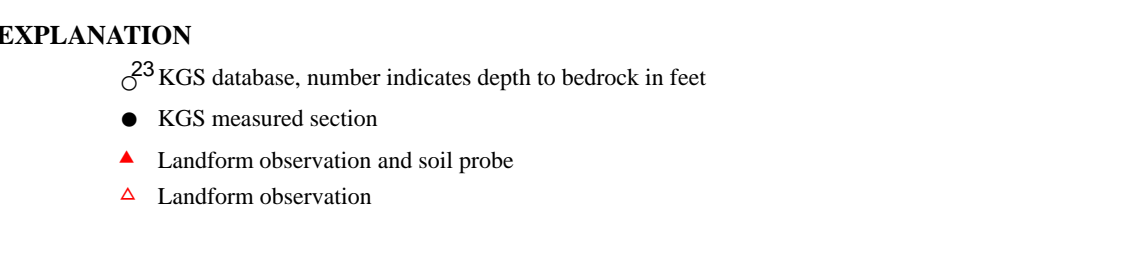 EXPLANATION
23 KGS database, number indicates depth to bedrock in feet
KGS measured section
Landform observation and soil probe
Landform observation